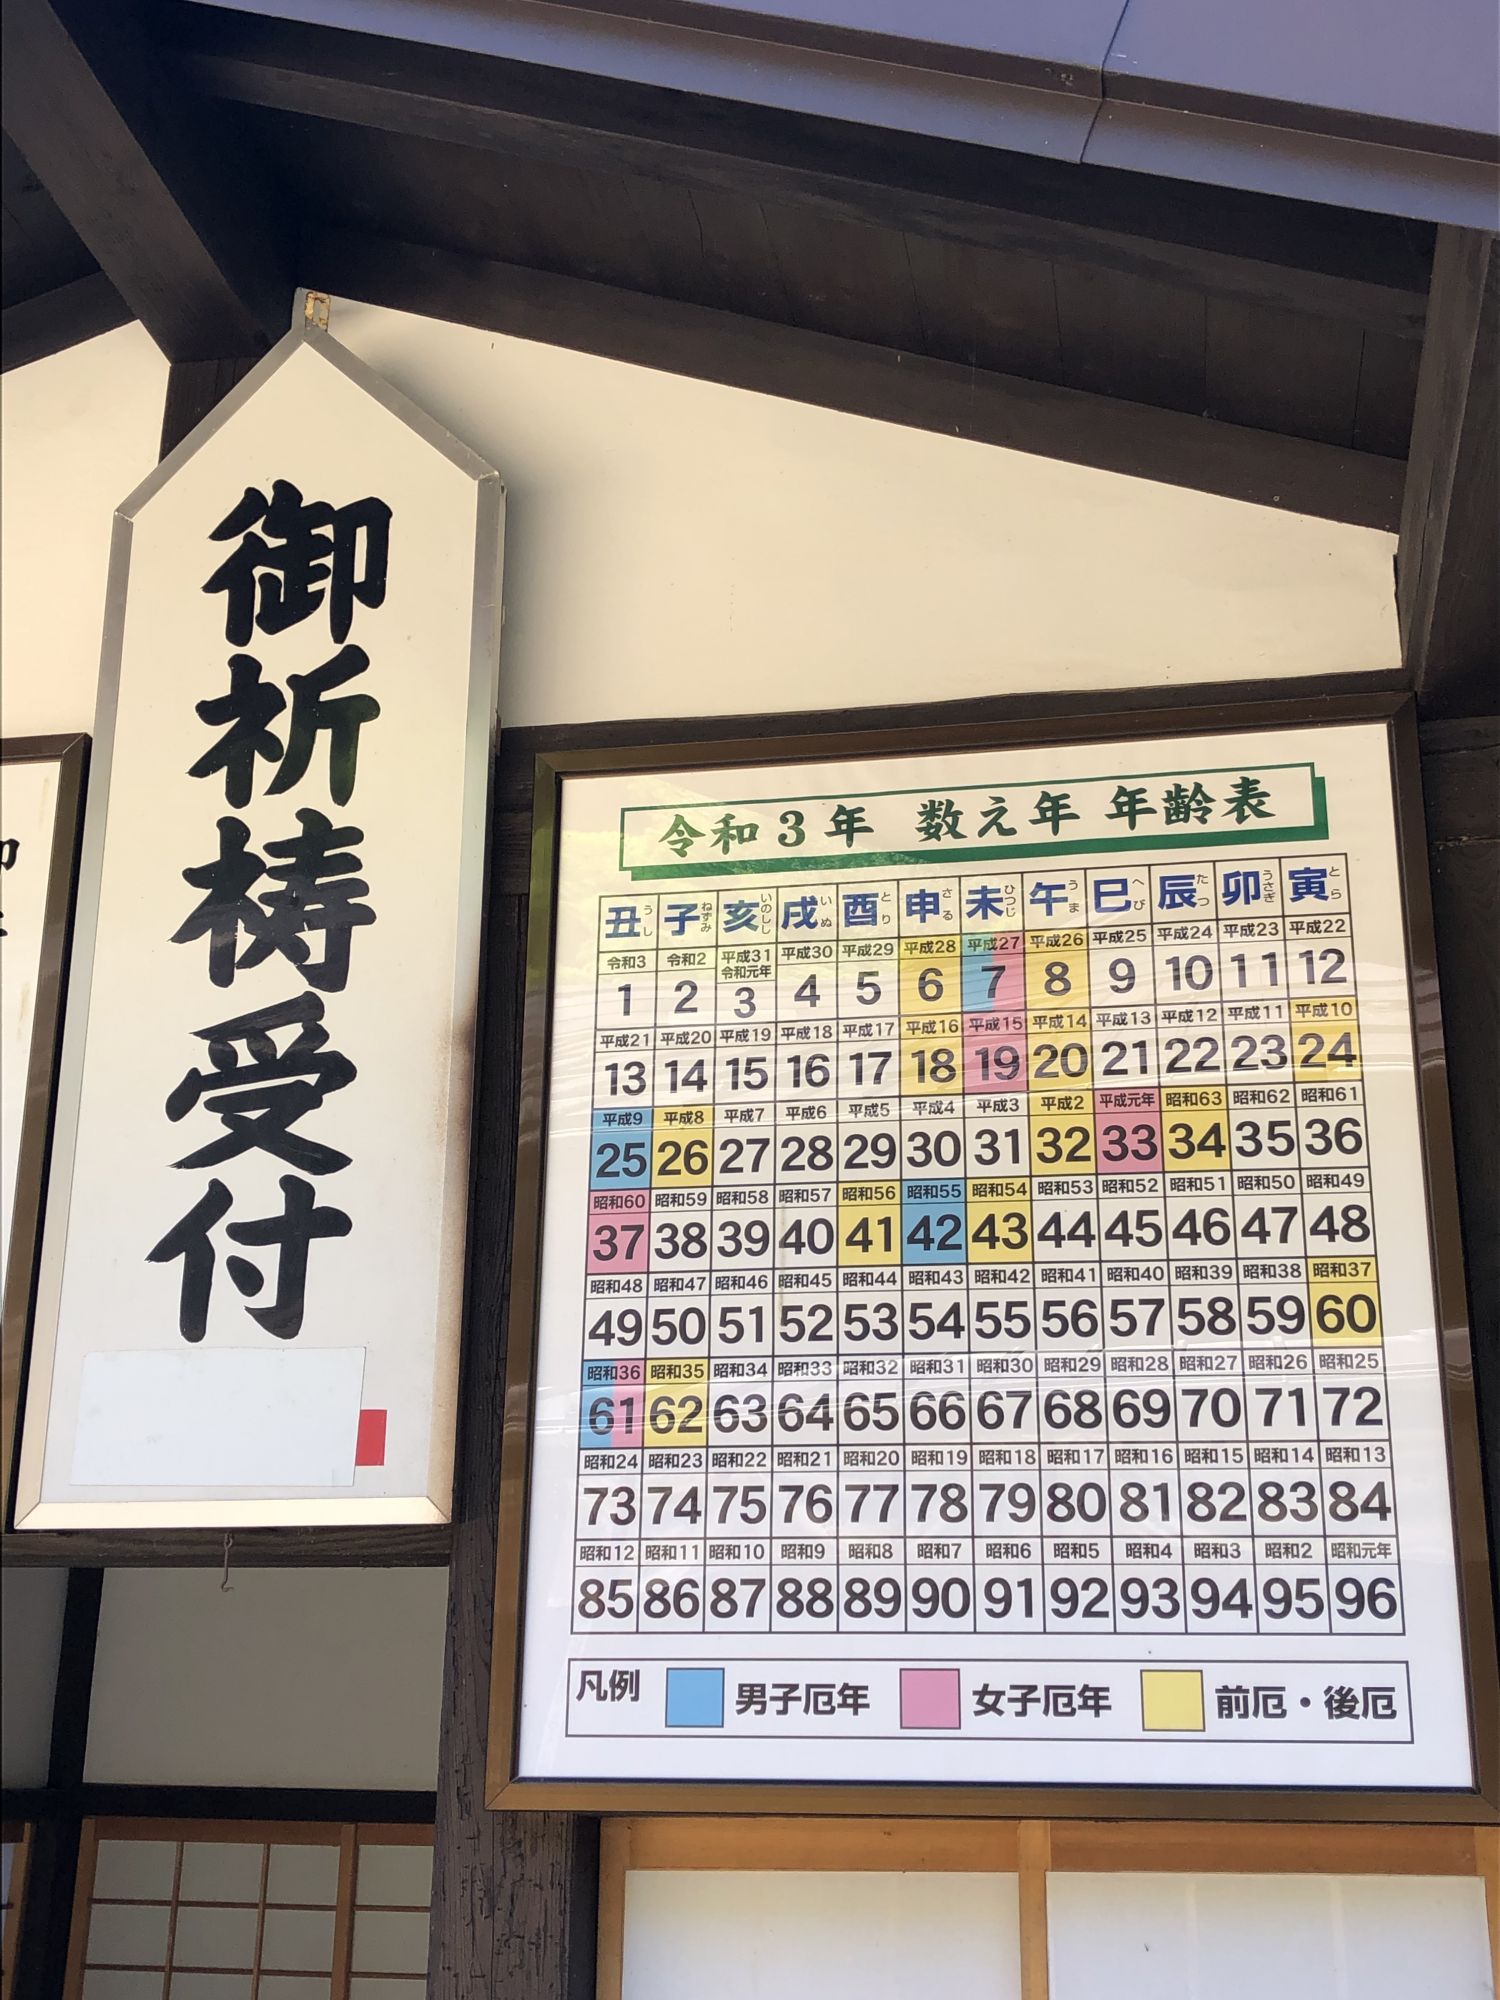 御祈祷受付
令和3年 数え年 年齢表
丑 うし 子 ねずみ 亥 いのしし 戌 いぬ 酉 とり 申 さる 未 ひつじ 午 うま 巳 へび 辰 たつ 卯 うさぎ 寅 とら
令和3 令和2 平成31 令和元年 平成30 平成29 平成28 平成27 平成26 平成25 平成24 平成23 平成22
1 2 3 4 5 6 7 8 9 10 11 12
平成21 平成20 平成19 平成18 平成17 平成16 平成15 平成14 平成13 平成12 平成11 平成10
13 14 15 16 17 18 19 20 21 22 23 24
平成9 平成8 平成7 平成6 平成5 平成4 平成3 平成2 平成元年 昭和63 昭和62 昭和61
25 26 27 28 29 30 31 32 33 34 35 36
昭和60 昭和59 昭和58 昭和57 昭和56 昭和55 昭和54 昭和53 昭和52 昭和51 昭和50 昭和49
37 38 39 40 41 42 43 44 45 46 47 48
昭和48 昭和47 昭和46 昭和45 昭和44 昭和43 昭和42 昭和41 昭和40 昭和39 昭和38 昭和37
49 50 51 52 53 54 55 56 57 58 59 60
昭和36 昭和35 昭和34 昭和33 昭和32 昭和31 昭和30 昭和29 昭和28 昭和27 昭和26 昭和25
61 62 63 64 65 66 67 68 69 70 71 72
昭和24 昭和23 昭和22 昭和21 昭和20 昭和19 昭和18 昭和17 昭和16 昭和15 昭和14 昭和13
73 74 75 76 77 78 79 80 81 82 83 84
昭和12 昭和11 昭和10 昭和9 昭和8 昭和7 昭和6 昭和5 昭和4 昭和3 昭和2 昭和元年
85 86 87 88 89 90 91 92 93 94 95 96
凡例 男子厄年 女子厄年 前厄・後厄